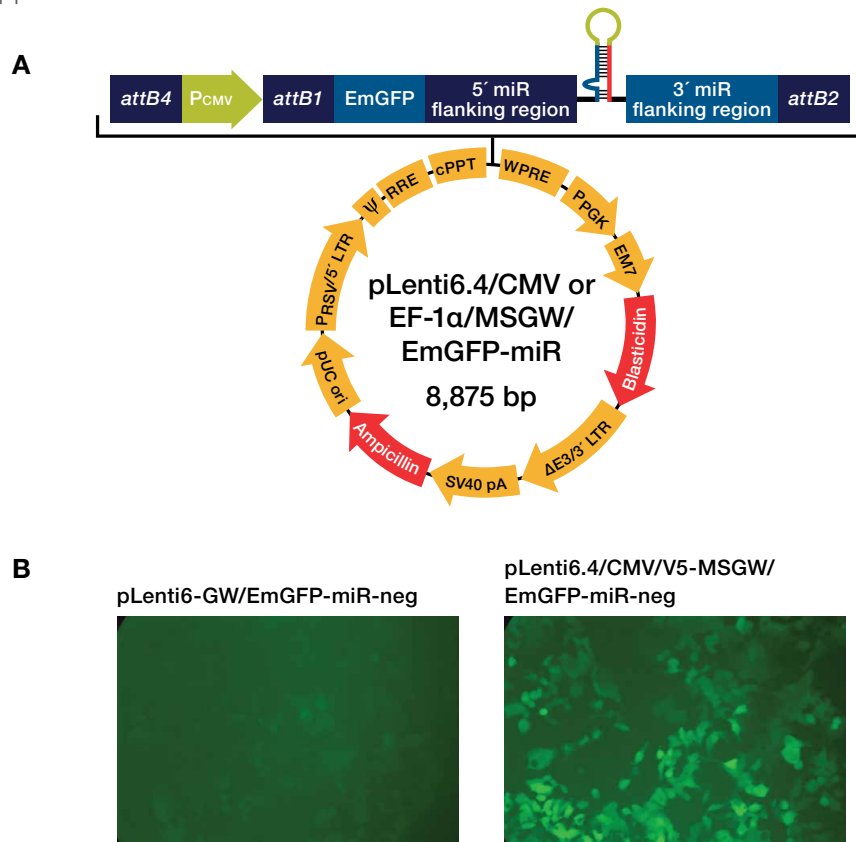 A
attB4 PCMV attB1 EmGFP 5´ miR flanking region 3´ miR flanking region attB2
cPPT WPRE
RRE PPGK
Ψ EM7
PRSV/5´ LTR
pLenti6.4/CMV or
EF-1α/MSGW/
EmGFP-miR
8,875 bp
Blasticidin
pUC ori
Ampicillin ΔE3/3´ LTR
SV40 pA
B
pLenti6-GW/EmGFP-miR-neg
pLenti6.4/CMV/V5-MSGW/
EmGFP-miR-neg